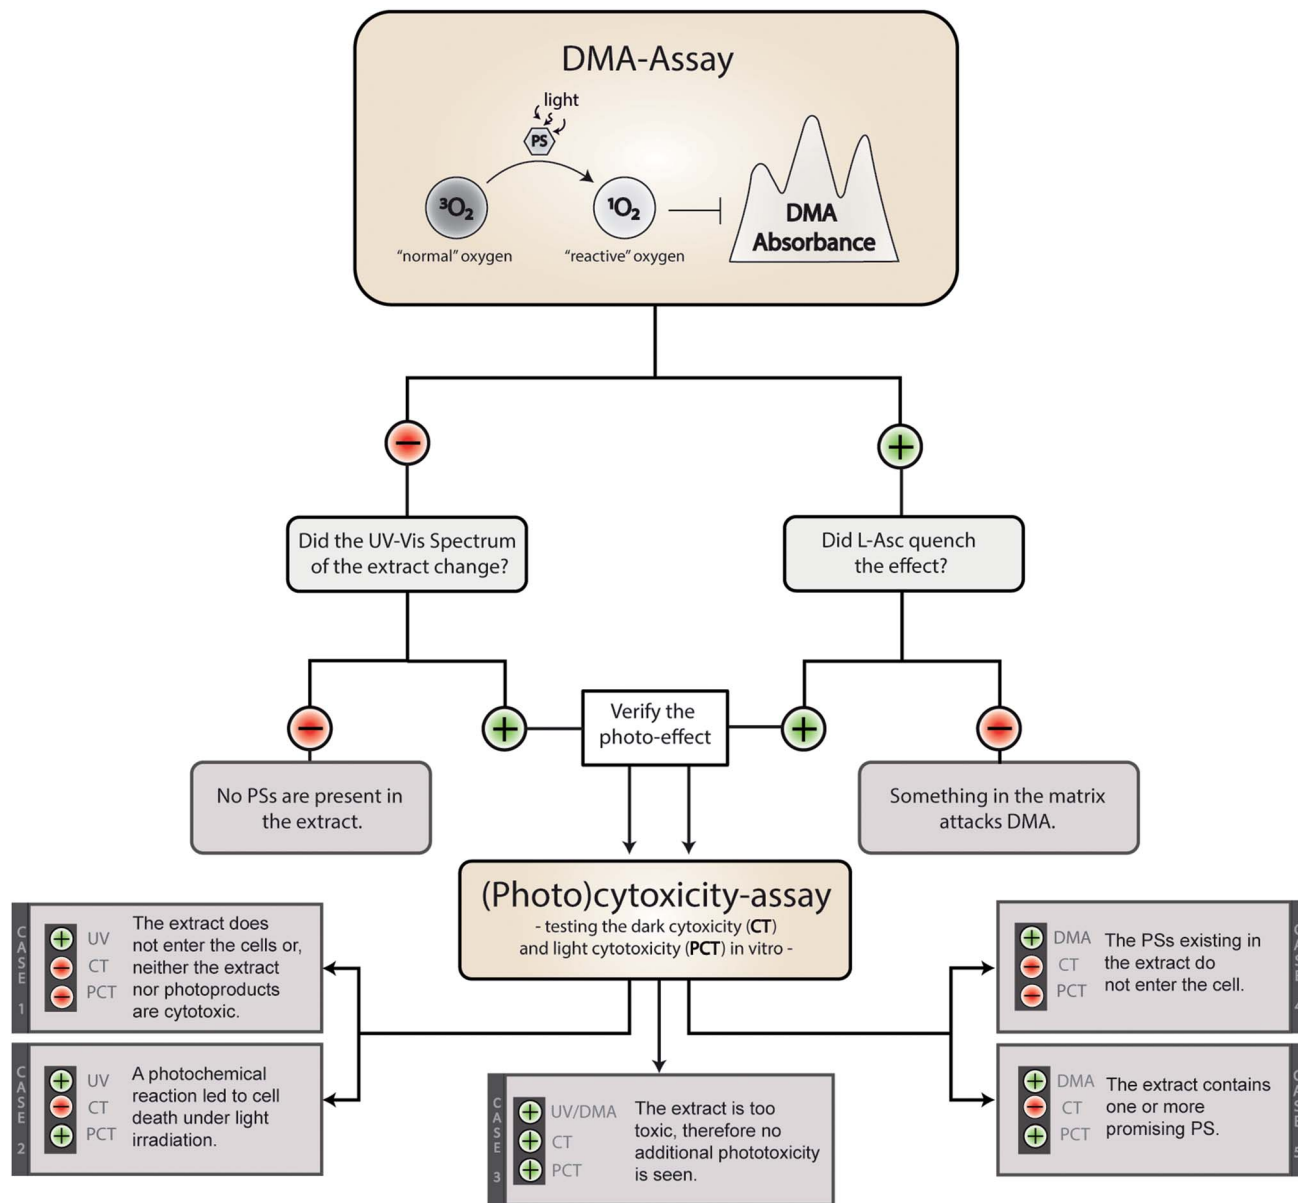 DMA-Assay
light
PS
³O₂
¹O₂
DMA
Absorbance
"normal" oxygen
"reactive" oxygen
−
+
Did the UV-Vis Spectrum
of the extract change?
Did L-Asc quench
the effect?
−
+
Verify the
photo-effect
+
−
No PSs are present in
the extract.
Something in the matrix
attacks DMA.
(Photo)cytoxicity-assay
- testing the dark cytoxicity (CT)
and light cytotoxicity (PCT) in vitro -
CASE 1
+ UV
− CT
− PCT
The extract does
not enter the cells or,
neither the extract
nor photoproducts
are cytotoxic.
CASE 2
+ UV
− CT
+ PCT
A photochemical
reaction led to cell
death under light
irradiation.
CASE 3
+ UV/DMA
+ CT
+ PCT
The extract is too
toxic, therefore no
additional phototoxicity
is seen.
+ DMA
− CT
− PCT
The PSs existing in
the extract do
not enter the cell.
+ DMA
− CT
+ PCT
The extract contains
one or more
promising PS.